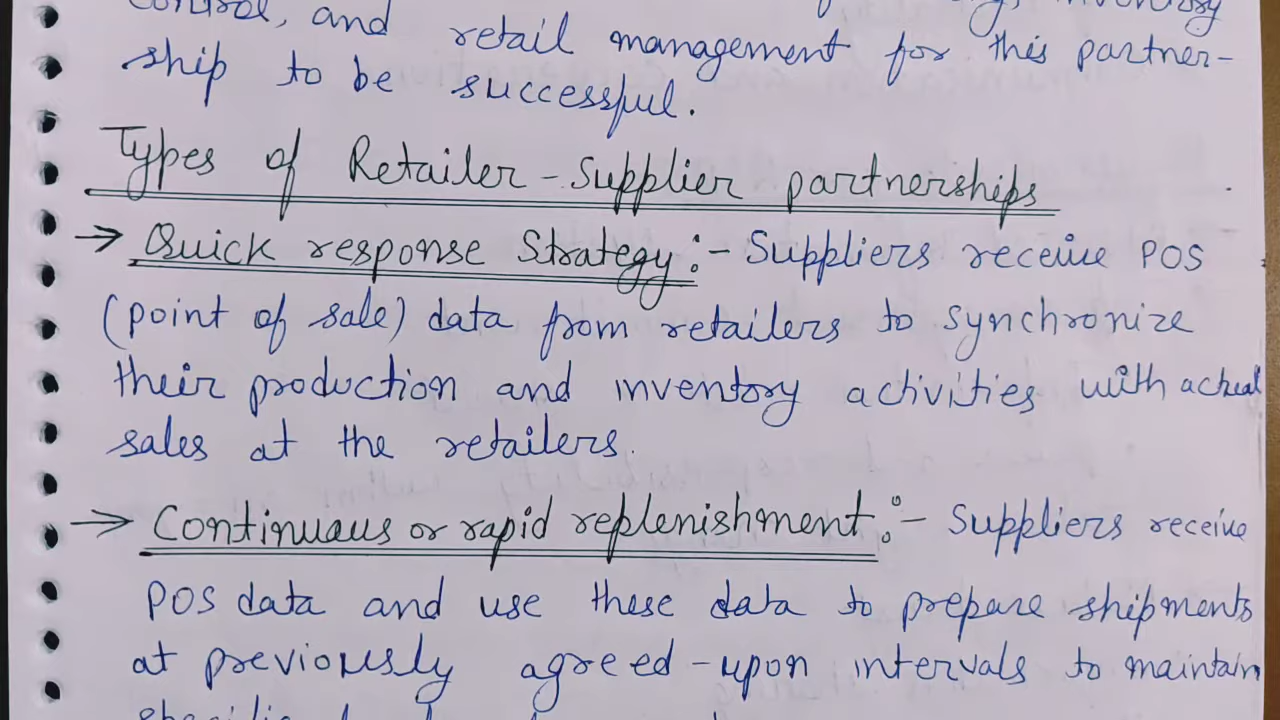 control, and retail management for this partner-
ship to be successful.
Types of Retailer-Supplier partnerships
→ Quick response Strategy:- Suppliers receive POS
(point of sale) data from retailers to synchronize
their production and inventory activities with actual
sales at the retailers.
→ Continuous or rapid replenishment:- Suppliers receive
POS data and use these data to prepare shipments
at previously agreed-upon intervals to maintain